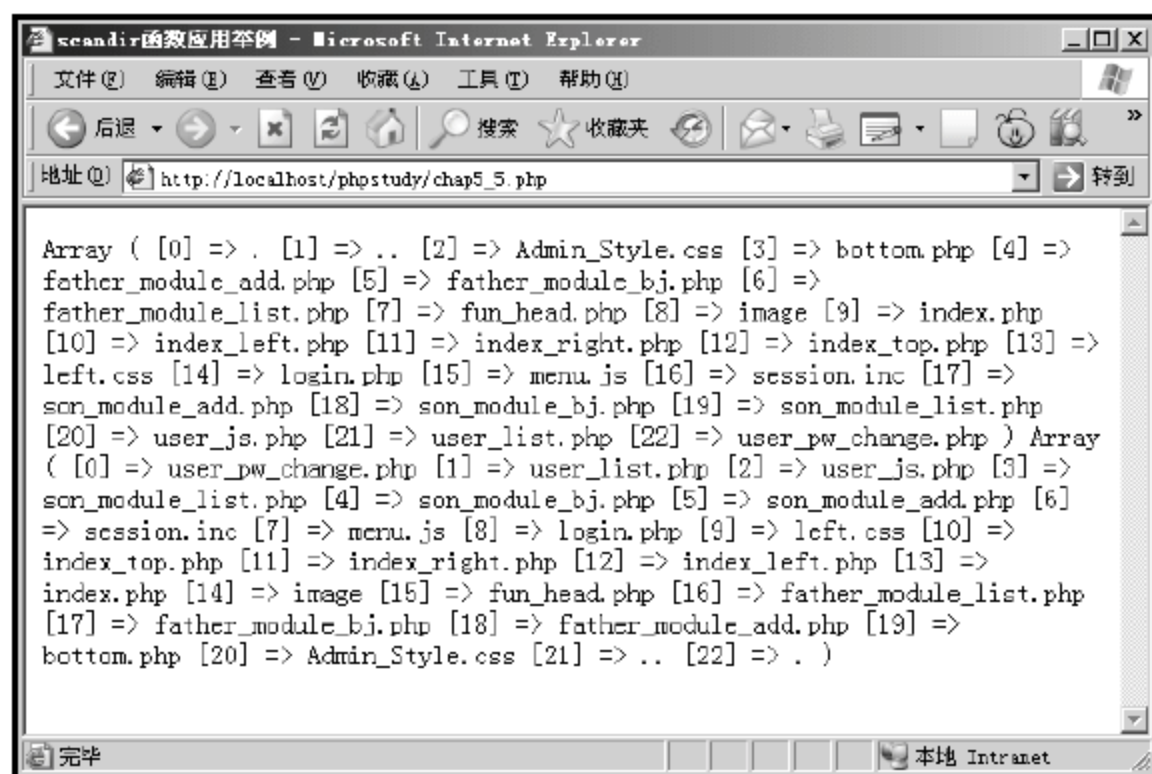 scandir函数应用举例 - Microsoft Internet Explorer
文件(F) 编辑(E) 查看(V) 收藏(A) 工具(T) 帮助(H)
后退 搜索 收藏夹 »
地址(D) http://localhost/phpstudy/chap5_5.php 转到
Array ( [0] => . [1] => .. [2] => Admin_Style.css [3] => bottom.php [4] =>
father_module_add.php [5] => father_module_bj.php [6] =>
father_module_list.php [7] => fun_head.php [8] => image [9] => index.php
[10] => index_left.php [11] => index_right.php [12] => index_top.php [13] =>
left.css [14] => login.php [15] => menu.js [16] => session.inc [17] =>
son_module_add.php [18] => son_module_bj.php [19] => son_module_list.php
[20] => user_js.php [21] => user_list.php [22] => user_pw_change.php ) Array
( [0] => user_pw_change.php [1] => user_list.php [2] => user_js.php [3] =>
son_module_list.php [4] => son_module_bj.php [5] => son_module_add.php [6]
=> session.inc [7] => menu.js [8] => login.php [9] => left.css [10] =>
index_top.php [11] => index_right.php [12] => index_left.php [13] =>
index.php [14] => image [15] => fun_head.php [16] => father_module_list.php
[17] => father_module_bj.php [18] => father_module_add.php [19] =>
bottom.php [20] => Admin_Style.css [21] => .. [22] => . )
完毕 本地 Intranet